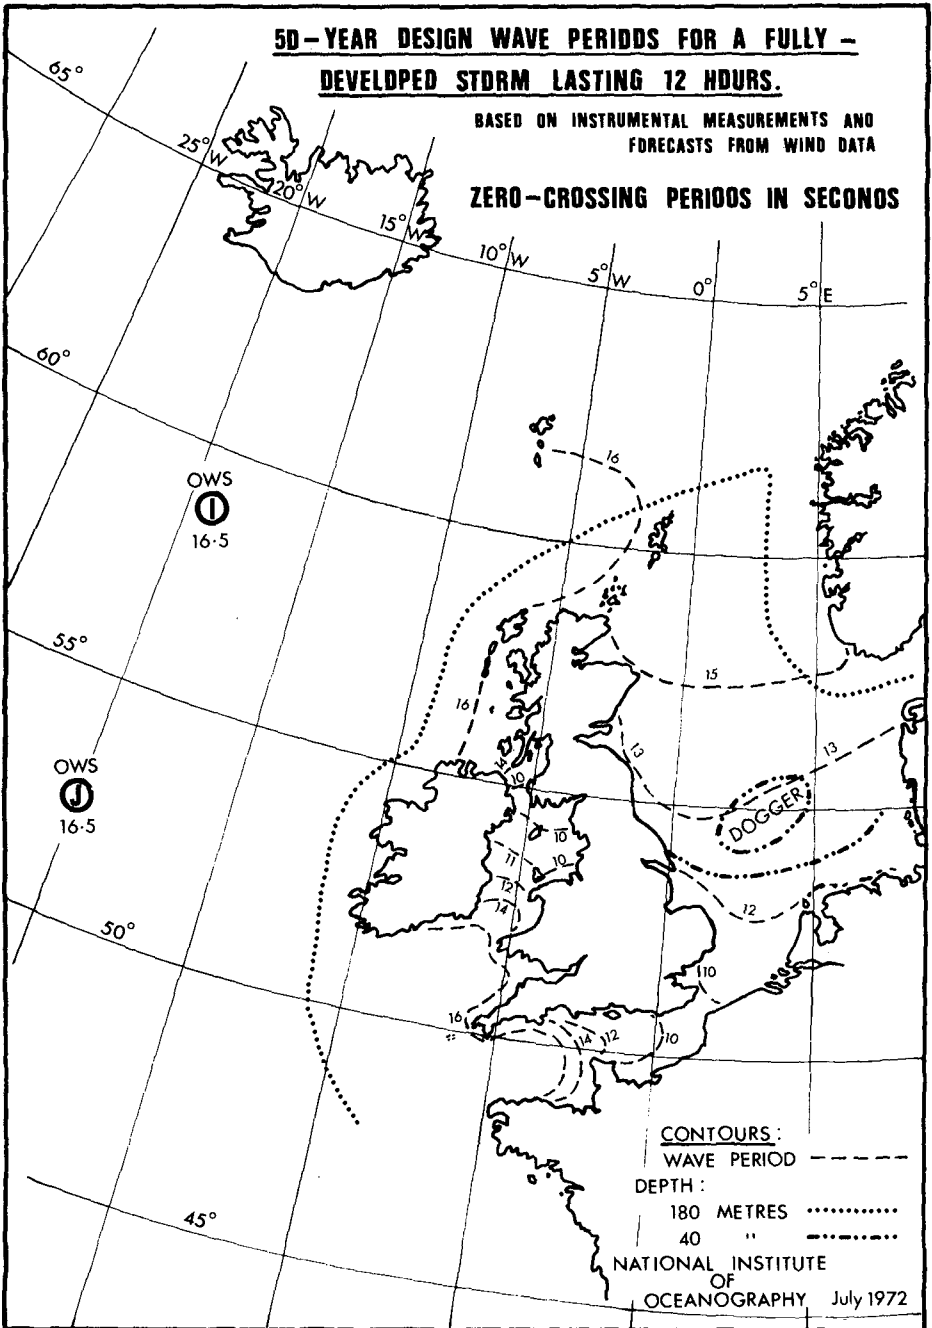 50-YEAR DESIGN WAVE PERIODS FOR A FULLY-
DEVELOPED STORM LASTING 12 HOURS.
BASED ON INSTRUMENTAL MEASUREMENTS AND
FORECASTS FROM WIND DATA
ZERO-CROSSING PERIODS IN SECONDS
65°
25°W
20°W
15°W
10°W
5°W
0°
5°E
60°
OWS
I
16·5
16
55°
15
16
OWS
J
16·5
13
13
14
10
DOGGER
10
11
10
12
14
12
50°
10
16
14
12
10
CONTOURS:
WAVE PERIOD
DEPTH:
180 METRES
40 "
45°
NATIONAL INSTITUTE
OF
OCEANOGRAPHY July 1972